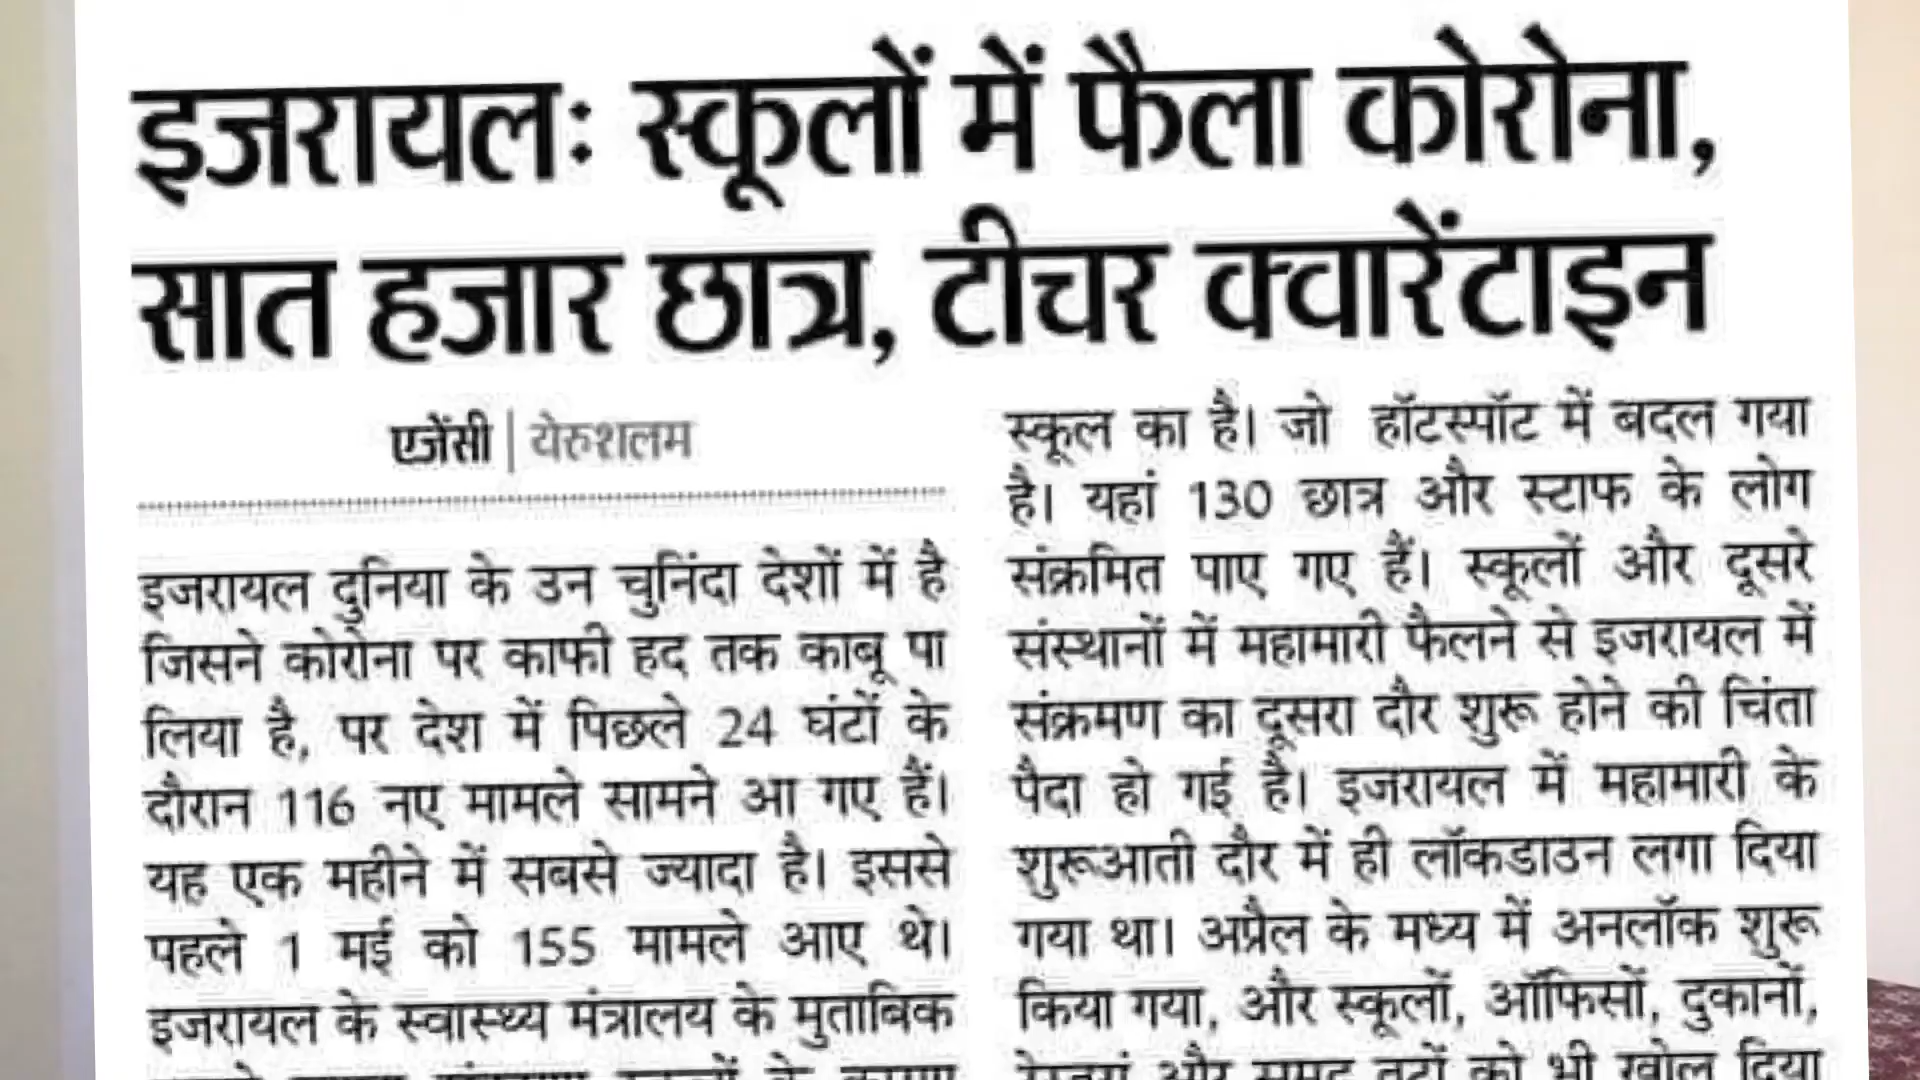 इजरायलः स्कूलों में फैला कोरोना,
सात हजार छात्र, टीचर क्वारेंटाइन
एजेंसी | येरुशलम
इजरायल दुनिया के उन चुनिंदा देशों में है
जिसने कोरोना पर काफी हद तक काबू पा
लिया है, पर देश में पिछले 24 घंटों के
दौरान 116 नए मामले सामने आ गए हैं।
यह एक महीने में सबसे ज्यादा है। इससे
पहले 1 मई को 155 मामले आए थे।
इजरायल के स्वास्थ्य मंत्रालय के मुताबिक
स्कूल का है। जो हॉटस्पॉट में बदल गया
है। यहां 130 छात्र और स्टाफ के लोग
संक्रमित पाए गए हैं। स्कूलों और दूसरे
संस्थानों में महामारी फैलने से इजरायल में
संक्रमण का दूसरा दौर शुरू होने की चिंता
पैदा हो गई है। इजरायल में महामारी के
शुरूआती दौर में ही लॉकडाउन लगा दिया
गया था। अप्रैल के मध्य में अनलॉक शुरू
किया गया, और स्कूलों, ऑफिसों, दुकानों,
और समुद्र तटों को भी खोल दिया